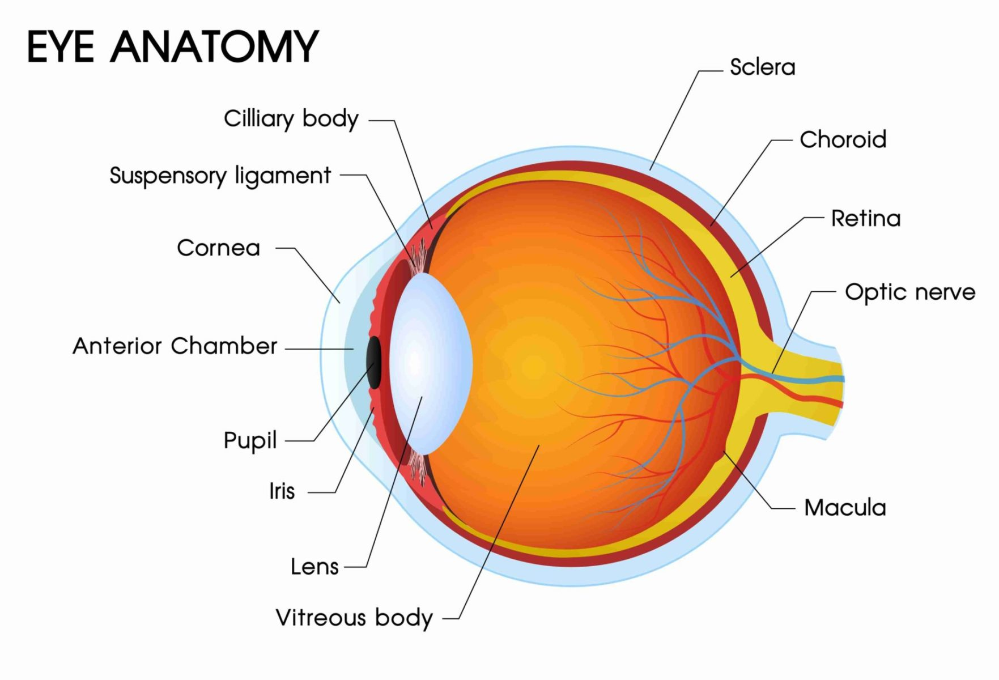 EYE ANATOMY
Sclera
Cilliary body
Choroid
Suspensory ligament
Retina
Cornea
Optic nerve
Anterior Chamber
Pupil
Iris
Macula
Lens
Vitreous body